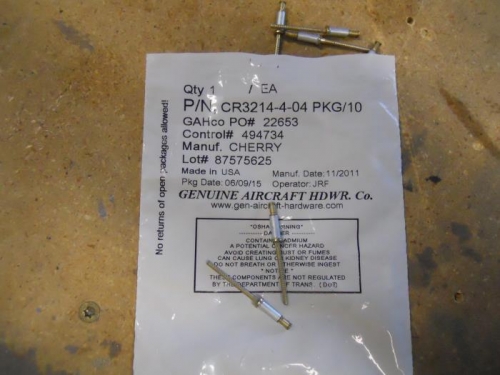 Qty 1 / EA
P/N CR3214-4-04 PKG/10
GAHco PO# 22653
Control# 494734
Manuf. CHERRY
Lot# 87575625
Made in USA Manuf. Date: 11/2011
Pkg Date: 06/09/15 Operator: JRF
GENUINE AIRCRAFT HDWR. Co.
www.gen-aircraft-hardware.com
No returns of open packages allowed!
"OSHA
CONTAINS CADMIUM
A POTENTIAL CANCER HAZARD
AVOID CREATING DUST OR FUMES
CAN CAUSE LUNG OR KIDNEY DISEASE
DO NOT BREATH OR OTHERWISE INGEST
" NOTICE "
THESE COMPONENTS ARE NOT REGULATED
BY THE DEPARTMENT OF TRANS. (DoT)